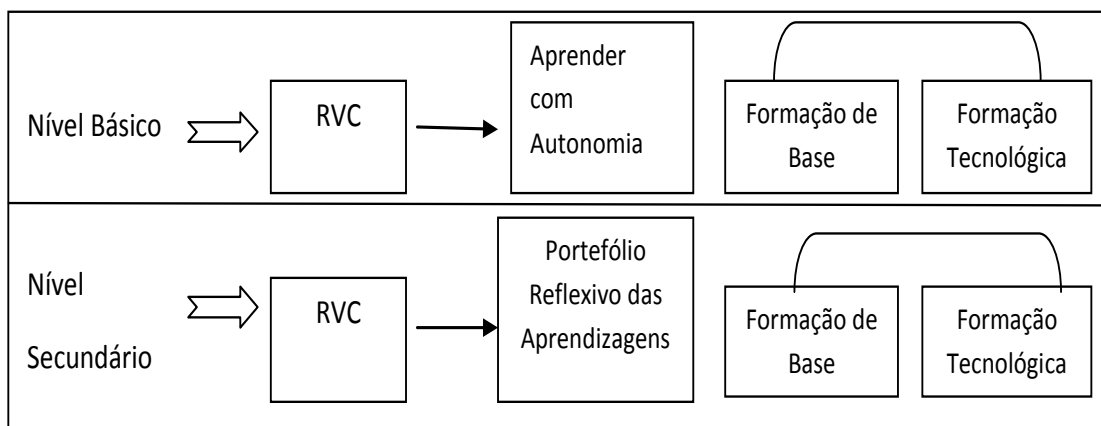 Nível Básico
RVC
Aprender
com
Autonomia
Formação de
Base
Formação
Tecnológica
Nível
Secundário
RVC
Portefólio
Reflexivo das
Aprendizagens
Formação de
Base
Formação
Tecnológica